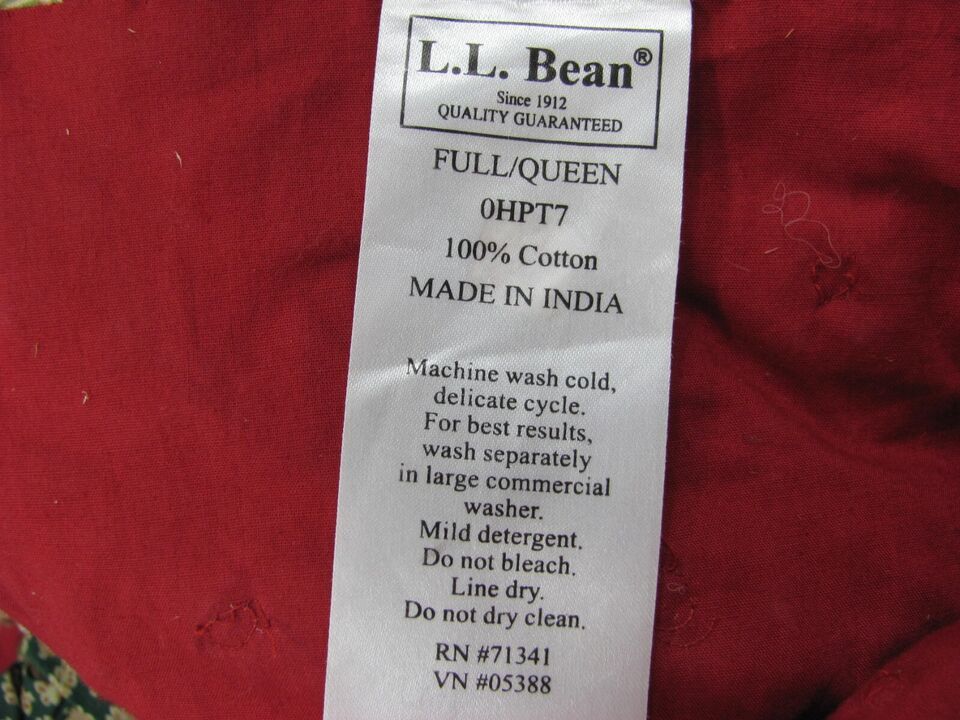 L.L. Bean®
Since 1912
QUALITY GUARANTEED
FULL/QUEEN
0HPT7
100% Cotton
MADE IN INDIA
Machine wash cold,
delicate cycle.
For best results,
wash separately
in large commercial
washer.
Mild detergent.
Do not bleach.
Line dry.
Do not dry clean.
RN #71341
VN #05388